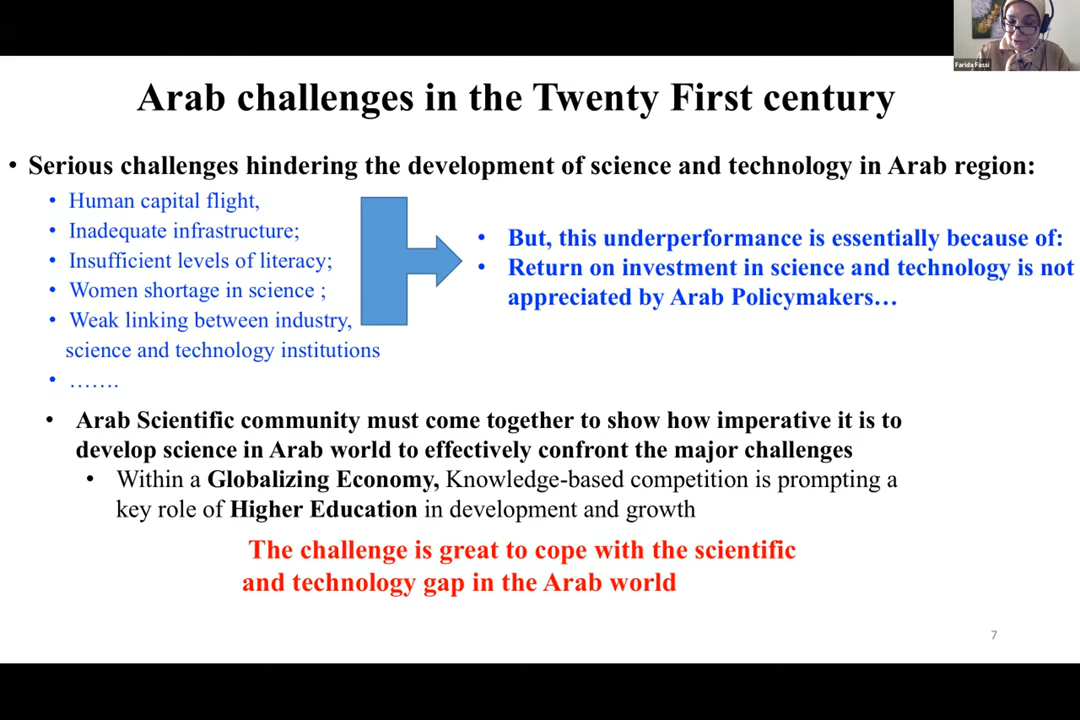 Farida Fassi
Arab challenges in the Twenty First century
• Serious challenges hindering the development of science and technology in Arab region:
• Human capital flight,
• Inadequate infrastructure;
• Insufficient levels of literacy;
• Women shortage in science ;
• Weak linking between industry,
science and technology institutions
• …….
• But, this underperformance is essentially because of:
• Return on investment in science and technology is not
appreciated by Arab Policymakers…
• Arab Scientific community must come together to show how imperative it is to
develop science in Arab world to effectively confront the major challenges
• Within a Globalizing Economy, Knowledge-based competition is prompting a
key role of Higher Education in development and growth
The challenge is great to cope with the scientific
and technology gap in the Arab world
7